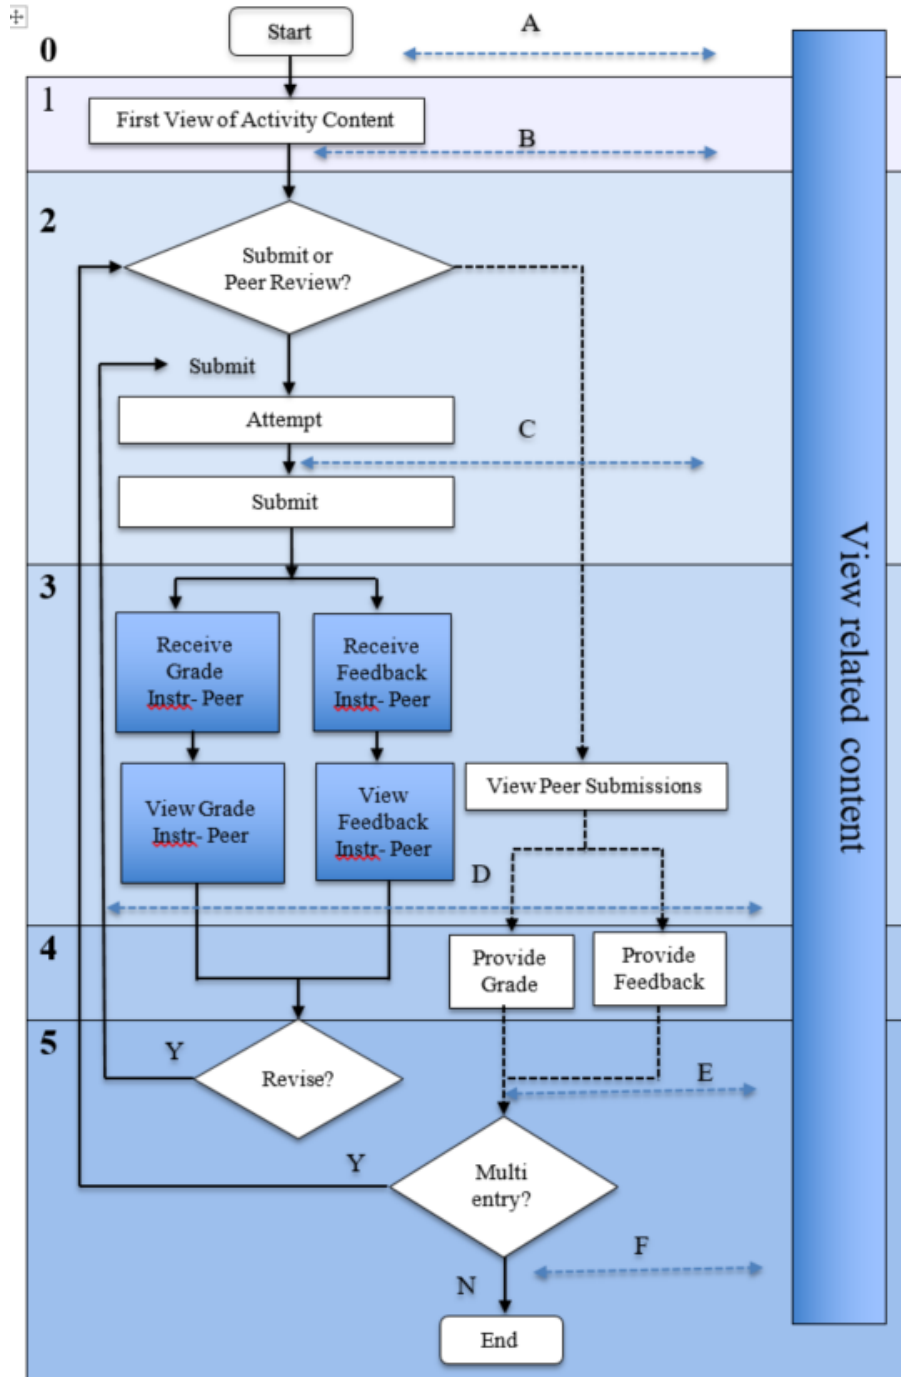 Start
A
0
1
First View of Activity Content
B
2
Submit or
Peer Review?
Submit
Attempt
C
Submit
View related content
3
Receive
Grade
Instr- Peer
Receive
Feedback
Instr- Peer
View Grade
Instr- Peer
View
Feedback
Instr- Peer
View Peer Submissions
D
4
Provide
Grade
Provide
Feedback
5
Y
Revise?
E
Y
Multi
entry?
F
N
End